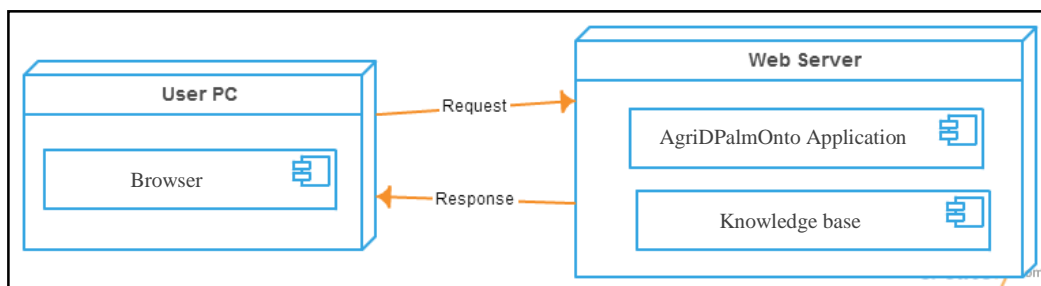 User PC
Browser
Request
Response
Web Server
AgriDPalmOnto Application
Knowledge base